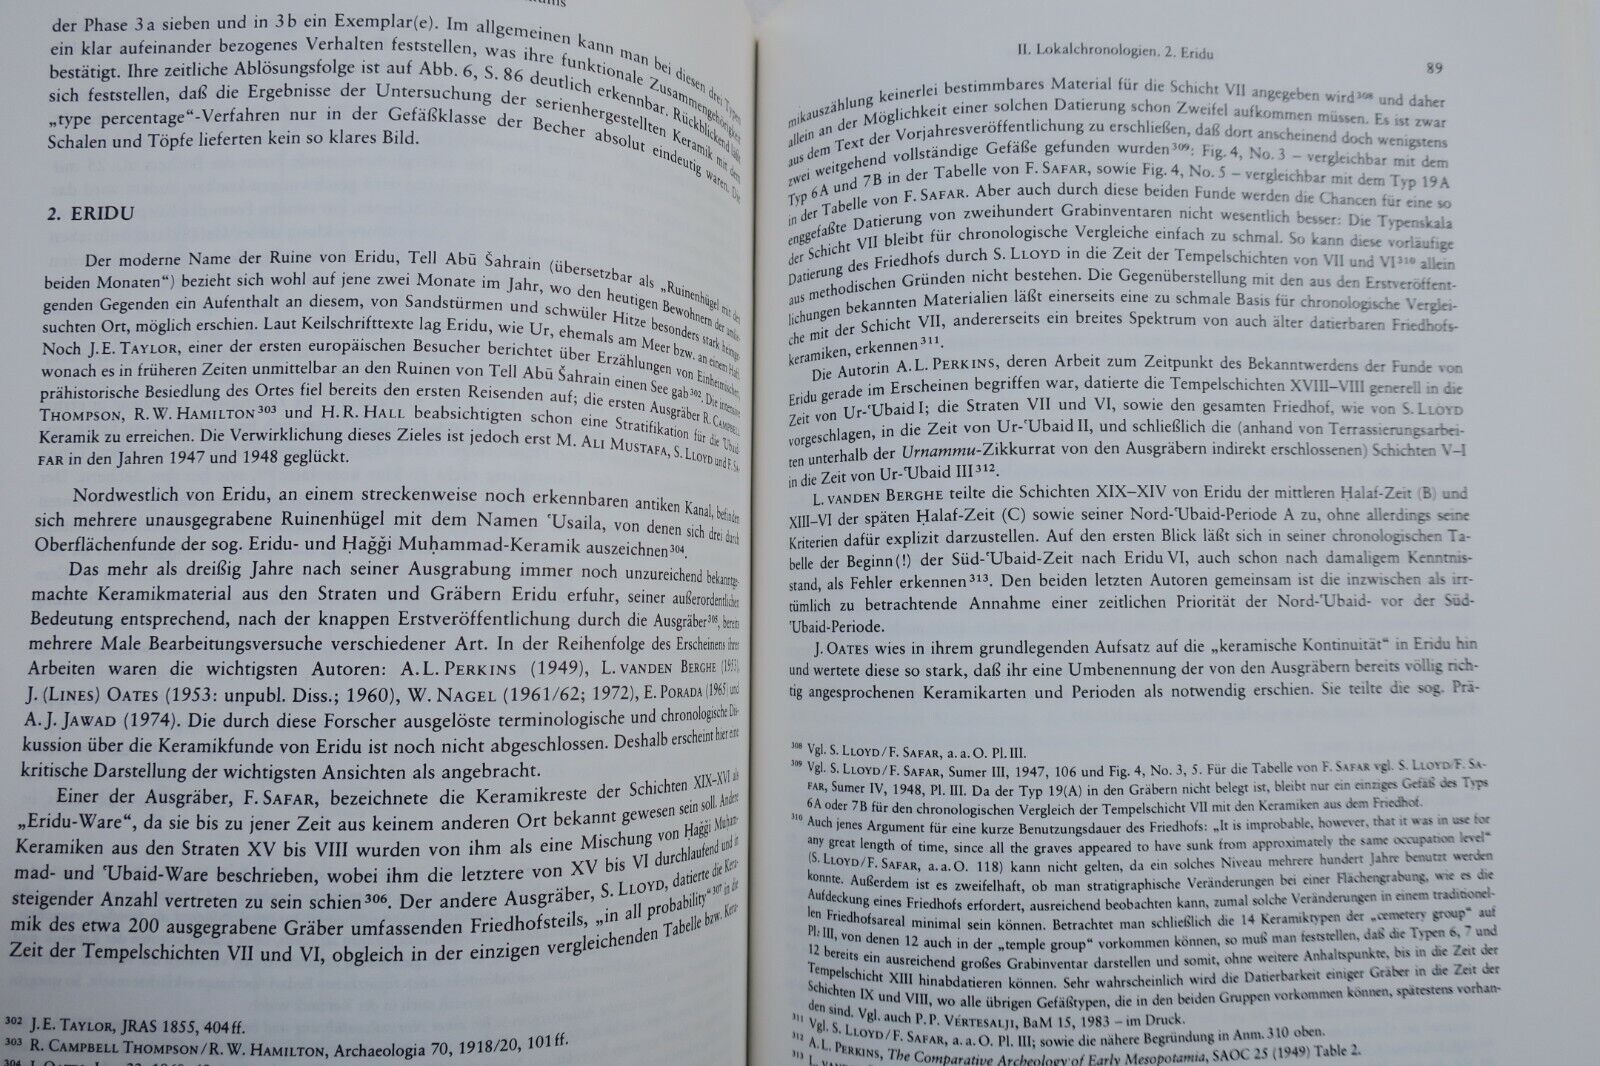 der Phase 3 a sieben und in 3 b ein Exemplar(e). Im allgemeinen kann man bei diesen drei Typen
ein klar aufeinander bezogenes Verhalten feststellen, was ihre funktionale Zusammengehörigkeit
bestätigt. Ihre zeitliche Ablösungsfolge ist auf Abb. 6, S. 86 deutlich erkennbar. Rückblickend läßt
sich feststellen, daß die Ergebnisse der Untersuchung der serienhergestellten Keramik mit dem
„type percentage“-Verfahren nur in der Gefäßklasse der Becher absolut eindeutig waren. Die
Schalen und Töpfe lieferten kein so klares Bild.
2. ERIDU
Der moderne Name der Ruine von Eridu, Tell Abū Šahrain (übersetzbar als „Ruinenhügel mit den
beiden Monaten“) bezieht sich wohl auf jene zwei Monate im Jahr, wo den heutigen Bewohnern der umlie-
genden Gegenden ein Aufenthalt an diesem, von Sandstürmen und schwüler Hitze besonders stark heimge-
suchten Ort, möglich erschien. Laut Keilschrifttexte lag Eridu, wie Ur, ehemals am Meer bzw. an einem Haff.
Noch J. E. TAYLOR, einer der ersten europäischen Besucher berichtet über Erzählungen von Einheimischen,
wonach es in früheren Zeiten unmittelbar an den Ruinen von Tell Abū Šahrain einen See gab³⁰². Die intensive
prähistorische Besiedlung des Ortes fiel bereits den ersten Reisenden auf; die ersten Ausgräber R. CAMPBELL
THOMPSON, R. W. HAMILTON³⁰³ und H. R. HALL beabsichtigten schon eine Stratifikation für die ʿUbaid-
Keramik zu erreichen. Die Verwirklichung dieses Zieles ist jedoch erst M. ALI MUSTAFA, S. LLOYD und F. SA-
FAR in den Jahren 1947 und 1948 geglückt.
Nordwestlich von Eridu, an einem streckenweise noch erkennbaren antiken Kanal, befinden
sich mehrere unausgegrabene Ruinenhügel mit dem Namen ʿUsaila, von denen sich drei durch
Oberflächenfunde der sog. Eridu- und Ḥaǧǧi Muḥammad-Keramik auszeichnen³⁰⁴.
Das mehr als dreißig Jahre nach seiner Ausgrabung immer noch unzureichend bekanntge-
machte Keramikmaterial aus den Straten und Gräbern Eridu erfuhr, seiner außerordentlichen
Bedeutung entsprechend, nach der knappen Erstveröffentlichung durch die Ausgräber³⁰⁵, bereits
mehrere Male Bearbeitungsversuche verschiedener Art. In der Reihenfolge des Erscheinens ihrer
Arbeiten waren die wichtigsten Autoren: A. L. PERKINS (1949), L. VANDEN BERGHE
J. (LINES) OATES (1953: unpubl. Diss.; 1960), W. NAGEL (1961/62; 1972), E. PORADA (1965) und
A. J. JAWAD (1974). Die durch diese Forscher ausgelöste terminologische und chronologische Dis-
kussion über die Keramikfunde von Eridu ist noch nicht abgeschlossen. Deshalb erscheint hier eine
kritische Darstellung der wichtigsten Ansichten als angebracht.
Einer der Ausgräber, F. SAFAR, bezeichnete die Keramikreste der Schichten XIX–XVI als
„Eridu-Ware“, da sie bis zu jener Zeit aus keinem anderen Ort bekannt gewesen sein soll. Andere
Keramiken aus den Straten XV bis VIII wurden von ihm als eine Mischung von Ḥaǧǧi Muḥam-
mad- und ʿUbaid-Ware beschrieben, wobei ihm die letztere von XV bis VI durchlaufend und in
steigender Anzahl vertreten zu sein schien³⁰⁶. Der andere Ausgräber, S. LLOYD, datierte die Kera-
mik des etwa 200 ausgegrabene Gräber umfassenden Friedhofsteils, „in all probability“³⁰⁷ in die
Zeit der Tempelschichten VII und VI, obgleich in der einzigen vergleichenden Tabelle bzw. Kera-
302 J. E. TAYLOR, JRAS 1855, 404 ff.
303 R. CAMPBELL THOMPSON/R. W. HAMILTON, Archaeologia 70, 1918/20, 101 ff.
304
II. Lokalchronologien. 2. Eridu
89
mikauszählung keinerlei bestimmbares Material für die Schicht VII angegeben wird³⁰⁸ und daher
allein an der Möglichkeit einer solchen Datierung schon Zweifel aufkommen müssen. Es ist zwar
aus dem Text der Vorjahresveröffentlichung zu erschließen, daß dort anscheinend doch wenigstens
zwei weitgehend vollständige Gefäße gefunden wurden³⁰⁹: Fig. 4, No. 3 – vergleichbar mit dem
Typ 6 A und 7 B in der Tabelle von F. SAFAR, sowie Fig. 4, No. 5 – vergleichbar mit dem Typ 19 A
in der Tabelle von F. SAFAR. Aber auch durch diese beiden Funde werden die Chancen für eine so
enggefaßte Datierung von zweihundert Grabinventaren nicht wesentlich besser: Die Typenskala
der Schicht VII bleibt für chronologische Vergleiche einfach zu schmal. So kann diese vorläufige
Datierung des Friedhofs durch S. LLOYD in die Zeit der Tempelschichten von VII und VI³¹⁰ allein
aus methodischen Gründen nicht bestehen. Die Gegenüberstellung mit den aus den Erstveröffent-
lichungen bekannten Materialien läßt einerseits eine zu schmale Basis für chronologische Verglei-
che mit der Schicht VII, andererseits ein breites Spektrum von auch älter datierbaren Friedhofs-
keramiken, erkennen³¹¹.
Die Autorin A. L. PERKINS, deren Arbeit zum Zeitpunkt des Bekanntwerdens der Funde von
Eridu gerade im Erscheinen begriffen war, datierte die Tempelschichten XVIII–VIII generell in die
Zeit von Ur-ʿUbaid I; die Straten VII und VI, sowie den gesamten Friedhof, wie von S. LLOYD
vorgeschlagen, in die Zeit von Ur-ʿUbaid II, und schließlich die (anhand von Terrassierungsarbei-
ten unterhalb der Urnammu-Zikkurrat von den Ausgräbern indirekt erschlossenen) Schichten V–I
in die Zeit von Ur-ʿUbaid III³¹².
L. VANDEN BERGHE teilte die Schichten XIX–XIV von Eridu der mittleren Ḥalaf-Zeit (B) und
XIII–VI der späten Ḥalaf-Zeit (C) sowie seiner Nord-ʿUbaid-Periode A zu, ohne allerdings seine
Kriterien dafür explizit darzustellen. Auf den ersten Blick läßt sich in seiner chronologischen Ta-
belle der Beginn(!) der Süd-ʿUbaid-Zeit nach Eridu VI, auch schon nach damaligem Kenntnis-
stand, als Fehler erkennen³¹³. Den beiden letzten Autoren gemeinsam ist die inzwischen als irr-
tümlich zu betrachtende Annahme einer zeitlichen Priorität der Nord-ʿUbaid- vor der Süd-
ʿUbaid-Periode.
J. OATES wies in ihrem grundlegenden Aufsatz auf die „keramische Kontinuität“ in Eridu hin
und wertete diese so stark, daß ihr eine Umbenennung der von den Ausgräbern bereits völlig rich-
tig angesprochenen Keramikarten und Perioden als notwendig erschien. Sie teilte die sog. Prä-
308 Vgl. S. LLOYD/F. SAFAR, a. a. O. Pl. III.
309 Vgl. S. LLOYD/F. SAFAR, Sumer III, 1947, 106 und Fig. 4, No. 3, 5. Für die Tabelle von F. SAFAR vgl. S. LLOYD/F. SA-
FAR, Sumer IV, 1948, Pl. III. Da der Typ 19(A) in den Gräbern nicht belegt ist, bleibt nur ein einziges Gefäß des Typs
6 A oder 7 B für den chronologischen Vergleich der Tempelschicht VII mit den Keramiken aus dem Friedhof.
310 Auch jenes Argument für eine kurze Benutzungsdauer des Friedhofs: „It is improbable, however, that it was in use for
any great length of time, since all the graves appeared to have sunk from approximately the same occupation level“
(S. LLOYD/F. SAFAR, a. a. O. 118) kann nicht gelten, da ein solches Niveau mehrere hundert Jahre benutzt werden
konnte. Außerdem ist es zweifelhaft, ob man stratigraphische Veränderungen bei einer Flächengrabung, wie es die
Aufdeckung eines Friedhofs erfordert, ausreichend beobachten kann, zumal solche Veränderungen in einem traditionel-
len Friedhofsareal minimal sein können. Betrachtet man schließlich die 14 Keramiktypen der „cemetery group“ auf
Pl. III, von denen 12 auch in der „temple group“ vorkommen können, so muß man feststellen, daß die Typen 6, 7 und
12 bereits ein ausreichend großes Grabinventar darstellen und somit, ohne weitere Anhaltspunkte, bis in die Zeit der
Tempelschicht XIII hinabdatieren können. Sehr wahrscheinlich wird die Datierbarkeit einiger Gräber in die Zeit der
Schichten IX und VIII, wo alle übrigen Gefäßtypen, die in den beiden Gruppen vorkommen können, spätestens vorhan-
den sind. Vgl. auch P. P. VÉRTESALJI, BaM 15, 1983 – im Druck.
311 Vgl. S. LLOYD/F. SAFAR, a. a. O. Pl. III; sowie die nähere Begründung in Anm. 310 oben.
312 A. L. PERKINS, The Comparative Archeology of Early Mesopotamia, SAOC 25 (1949) Table 2.
313 L. VANDEN BERGHE